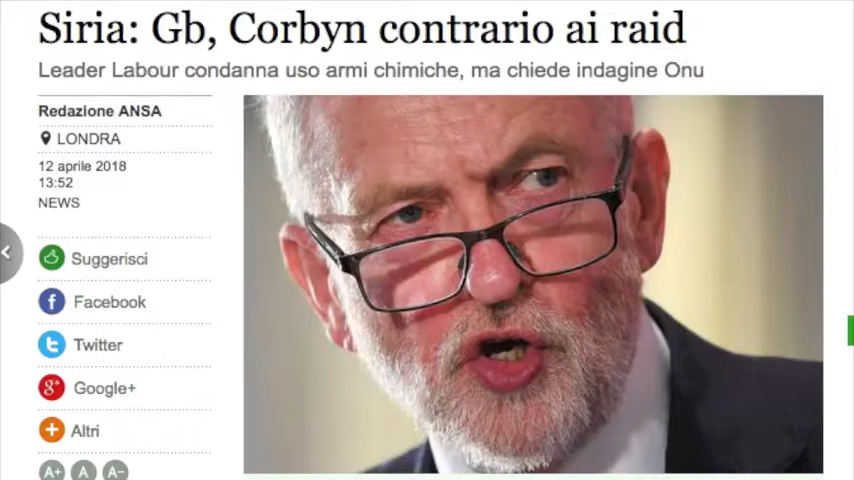 Siria: Gb, Corbyn contrario ai raid
Leader Labour condanna uso armi chimiche, ma chiede indagine Onu
Redazione ANSA
LONDRA
12 aprile 2018
13:52
NEWS
Suggerisci
Facebook
Twitter
Google+
Altri
A+ A A-